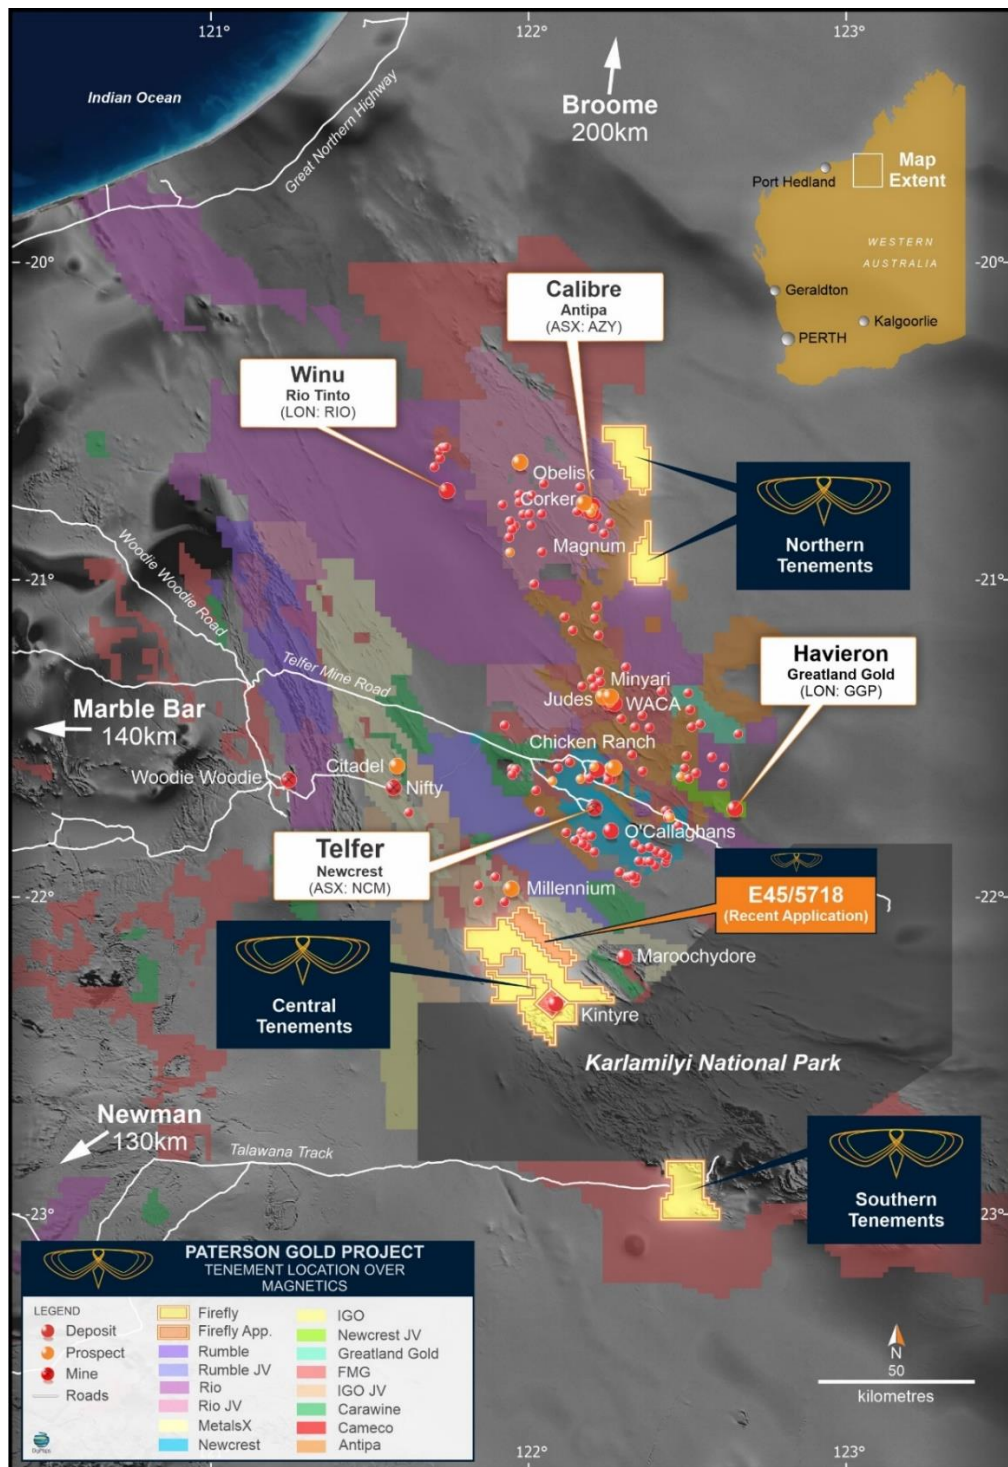 121°
122°
123°
Indian Ocean
Great Northern Highway
Broome
200km
Port Hedland
Map
Extent
WESTERN
AUSTRALIA
Geraldton
Kalgoorlie
PERTH
-20°
-20°
Calibre
Antipa
(ASX: AZY)
Winu
Rio Tinto
(LON: RIO)
Obelisk
Corker
Magnum
Northern
Tenements
-21°
-21°
Woodie Woodie Road
Telfer Mine Road
Havieron
Greatland Gold
(LON: GGP)
Minyari
Judes
WACA
Marble Bar
140km
Chicken Ranch
Woodie Woodie
Citadel
Nifty
O'Callaghans
Telfer
Newcrest
(ASX: NCM)
-22°
-22°
Millennium
E45/5718
(Recent Application)
Maroochydore
Central
Tenements
Kintyre
Karlamilyi National Park
Newman
130km
Talawana Track
Southern
Tenements
-23°
-23°
PATERSON GOLD PROJECT
TENEMENT LOCATION OVER
MAGNETICS
LEGEND
Deposit
Prospect
Mine
Roads
Firefly
Firefly App.
Rumble
Rumble JV
Rio
Rio JV
MetalsX
Newcrest
IGO
Newcrest JV
Greatland Gold
FMG
IGO JV
Carawine
Cameco
Antipa
N
50
kilometres
122°
123°